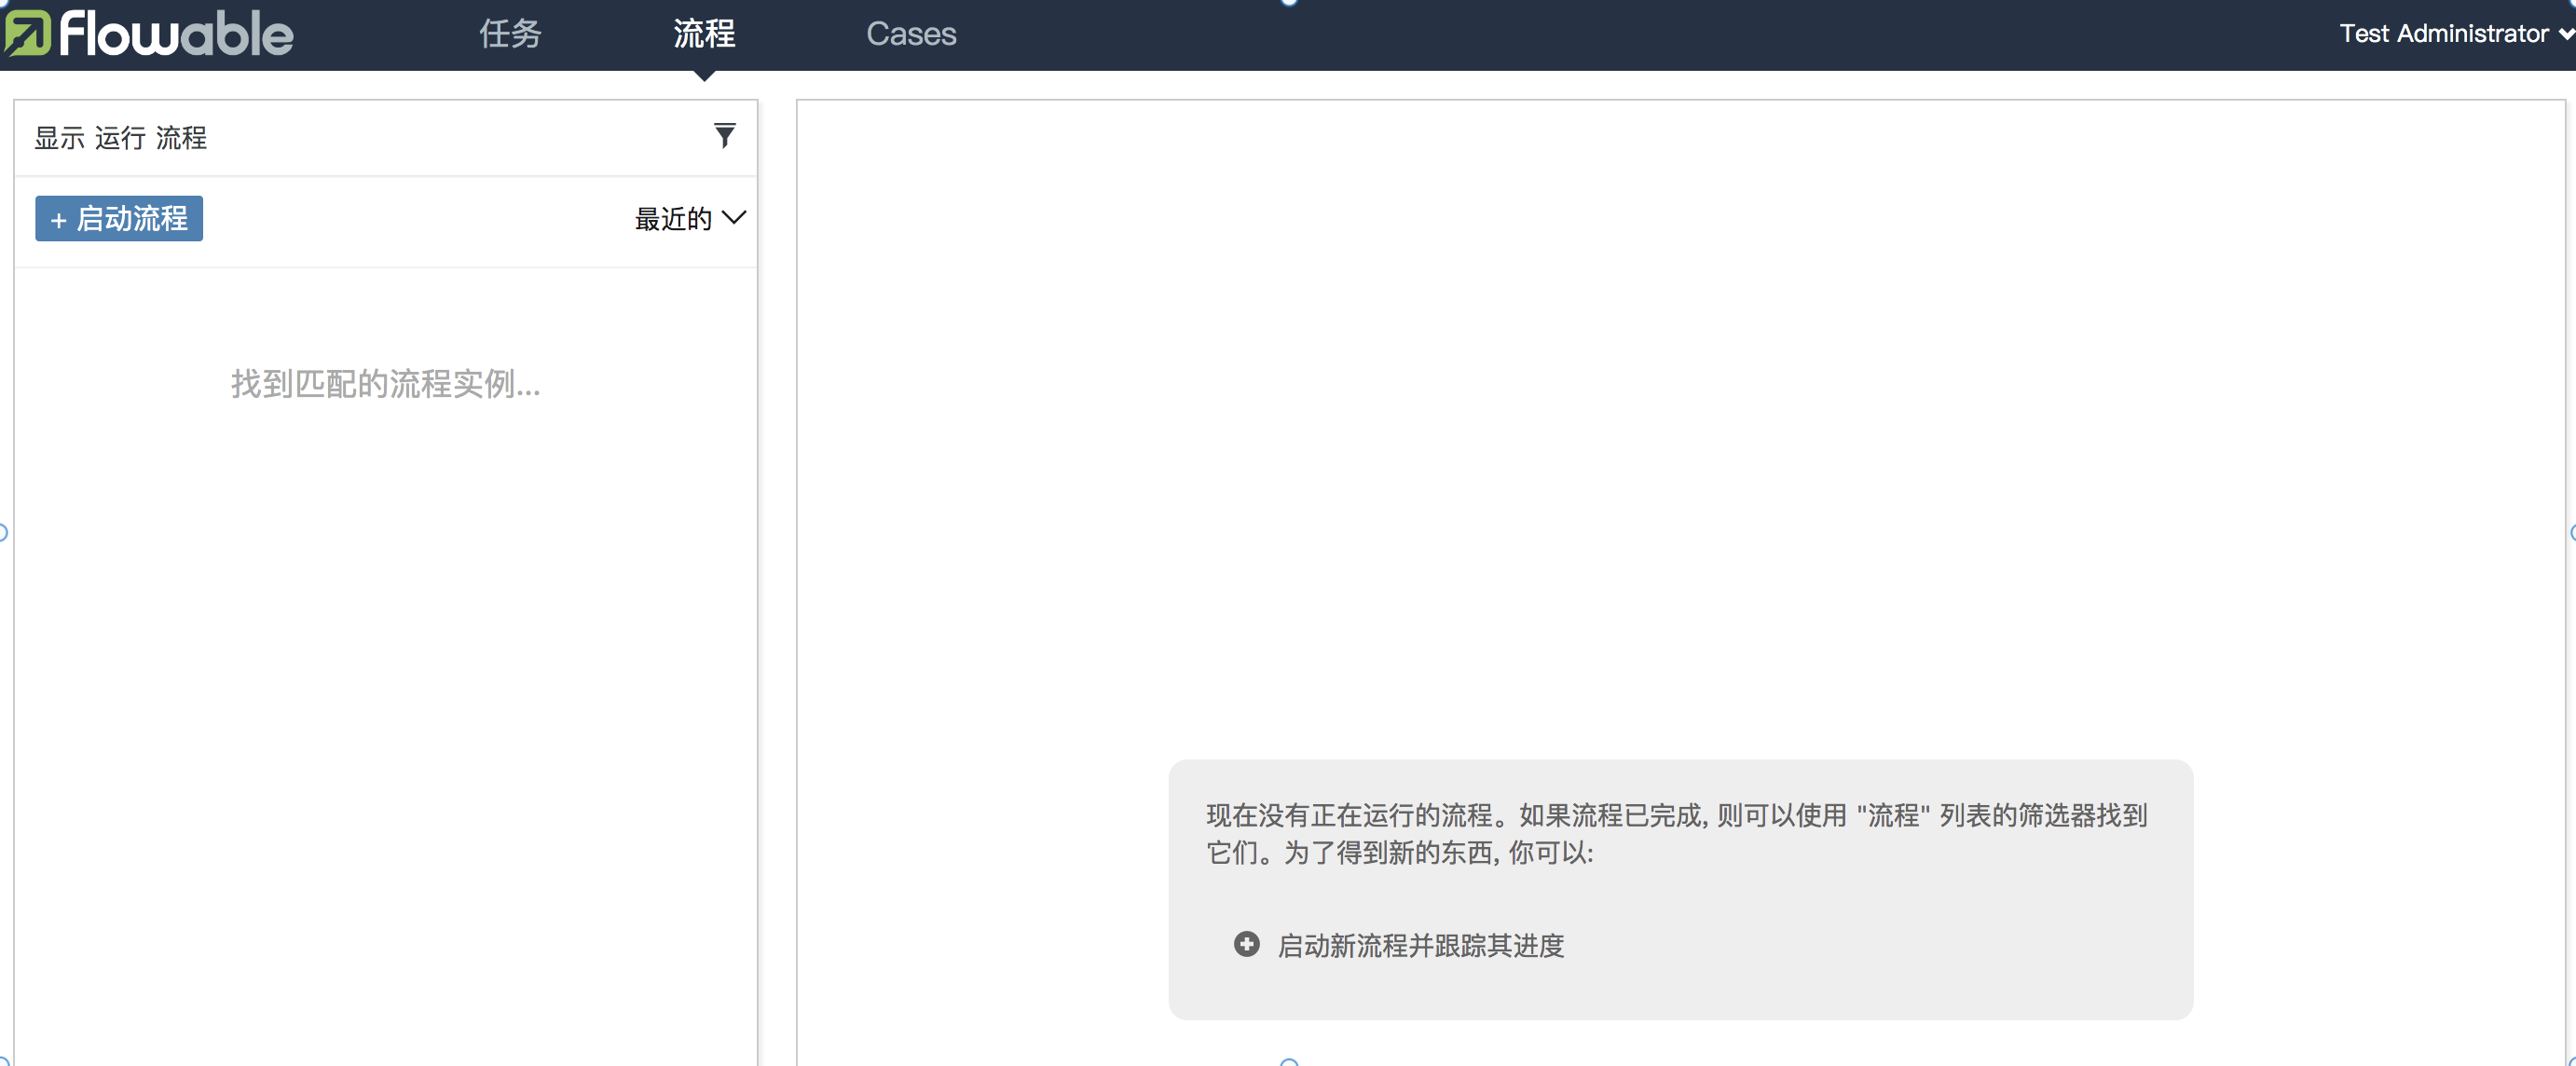 flowable
任务
流程
Cases
Test Administrator
显示 运行 流程
+ 启动流程
最近的
找到匹配的流程实例...
现在没有正在运行的流程。如果流程已完成, 则可以使用 "流程" 列表的筛选器找到
它们。为了得到新的东西, 你可以:
启动新流程并跟踪其进度